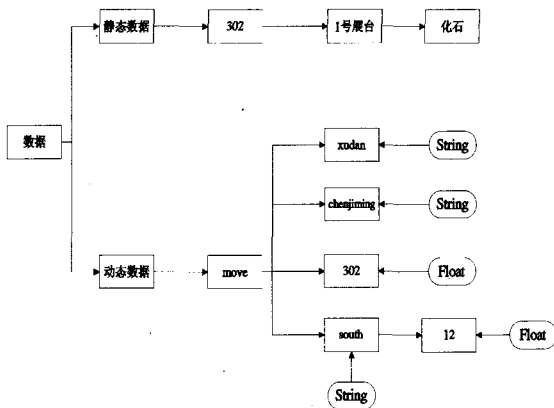 静态数据
302
1号展台
化石
数据
xudan
String
chenjiming
String
动态数据
move
302
Float
south
12
Float
String